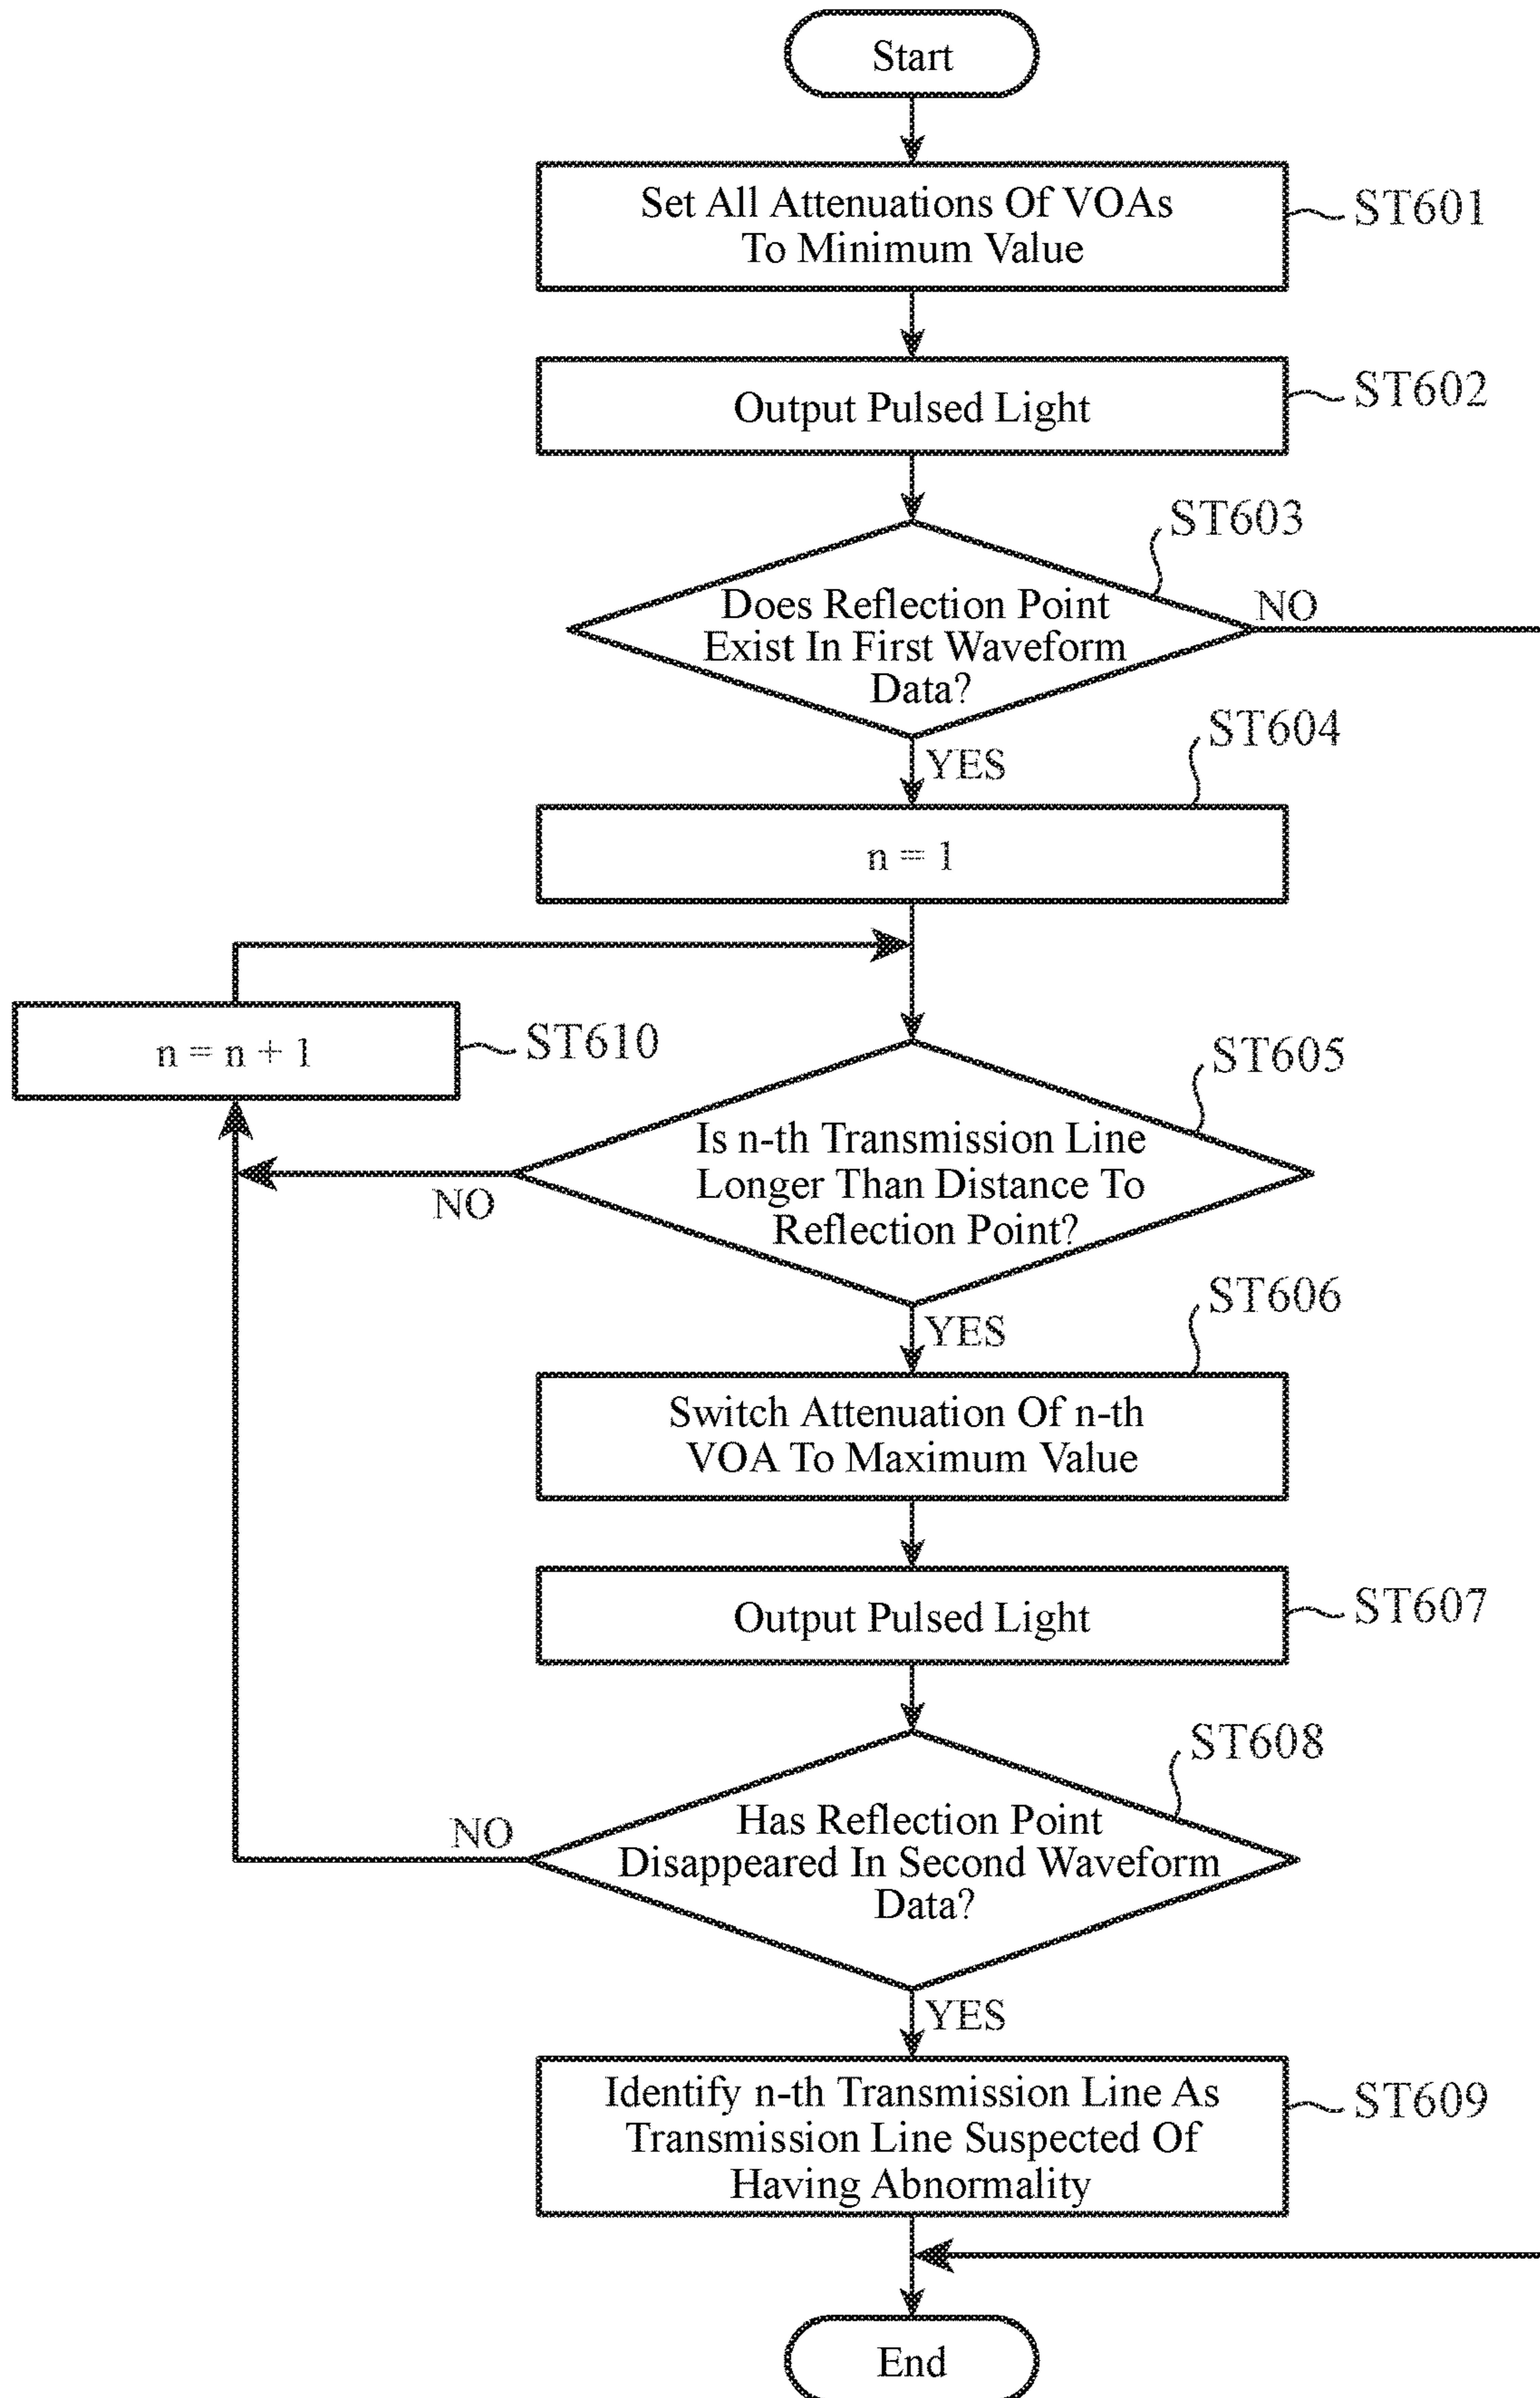 Start
Set All Attenuations Of VOAs
To Minimum Value
ST601
Output Pulsed Light
ST602
ST603
Does Reflection Point
Exist In First Waveform
Data?
NO
YES
ST604
n = 1
n = n + 1
ST610
ST605
Is n-th Transmission Line
Longer Than Distance To
Reflection Point?
NO
YES
ST606
Switch Attenuation Of n-th
VOA To Maximum Value
Output Pulsed Light
ST607
ST608
Has Reflection Point
Disappeared In Second Waveform
Data?
NO
YES
Identify n-th Transmission Line As
Transmission Line Suspected Of
Having Abnormality
ST609
End